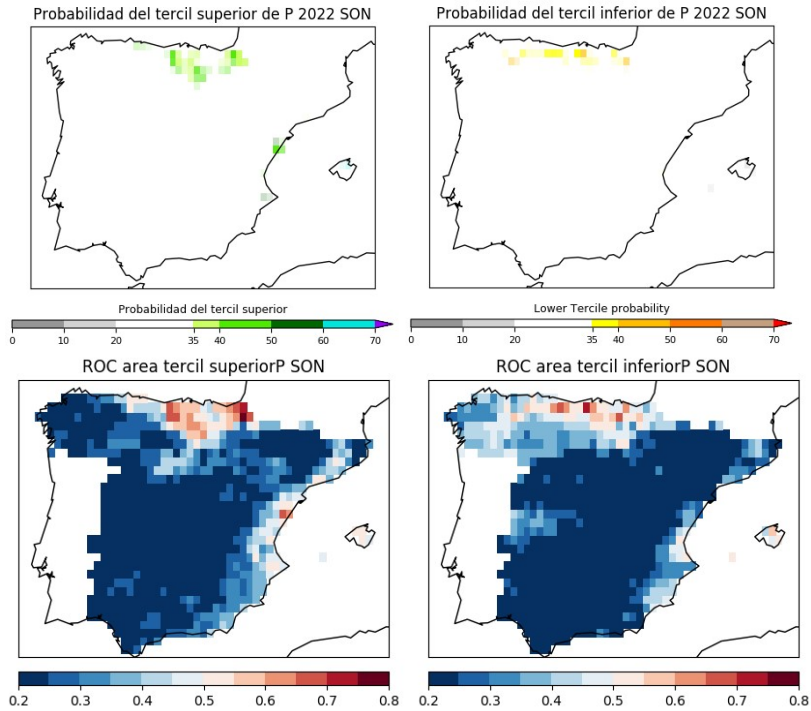 Probabilidad del tercil superior de P 2022 SON
Probabilidad del tercil inferior de P 2022 SON
Probabilidad del tercil superior
0 10 20 35 40 50 60 70
Lower Tercile probability
0 10 20 35 40 50 60 70
ROC area tercil superiorP SON
ROC area tercil inferiorP SON
0.2 0.3 0.4 0.5 0.6 0.7 0.8
0.2 0.3 0.4 0.5 0.6 0.7 0.8